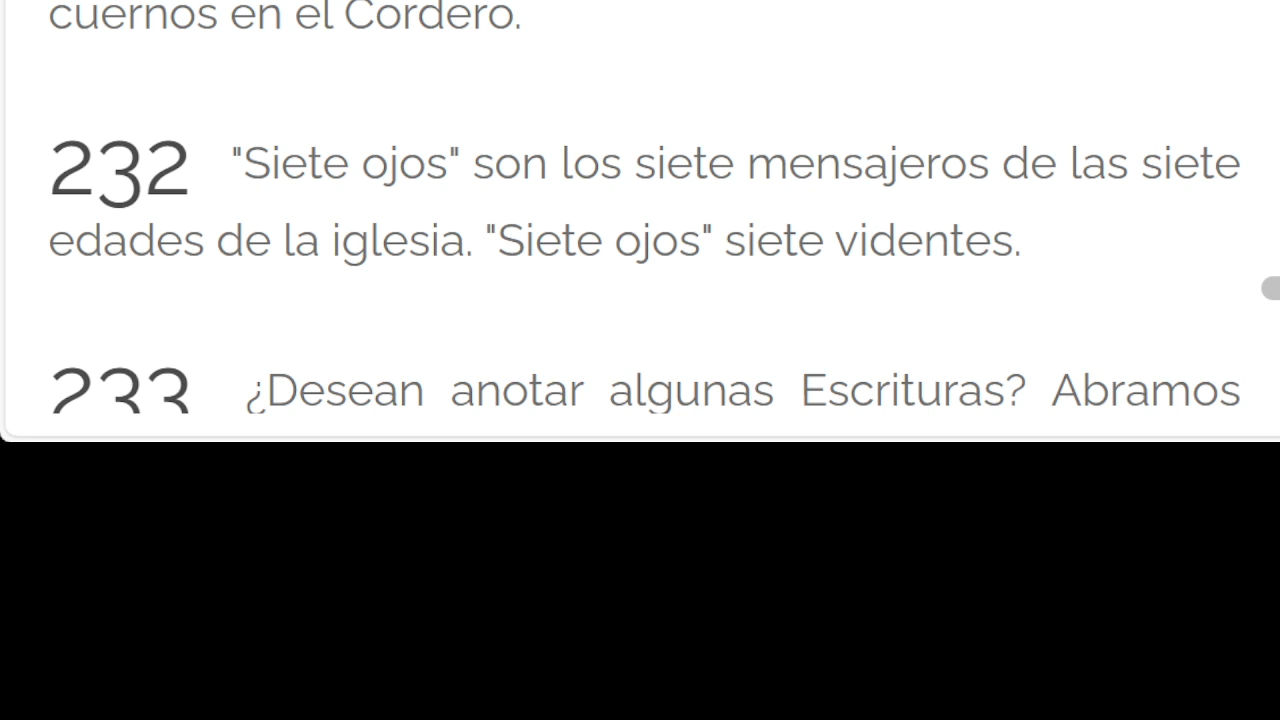 cuernos en el Cordero.
232 "Siete ojos" son los siete mensajeros de las siete
edades de la iglesia. "Siete ojos" siete videntes.
233 ¿Desean anotar algunas Escrituras? Abramos